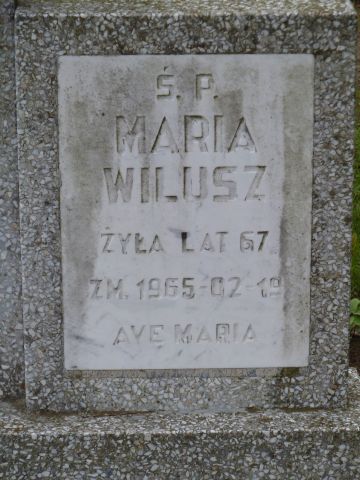 Ś. P.
MARIA
WILUSZ
ŻYŁA LAT 67
ZM. 1965-02-19
AVE MARIA